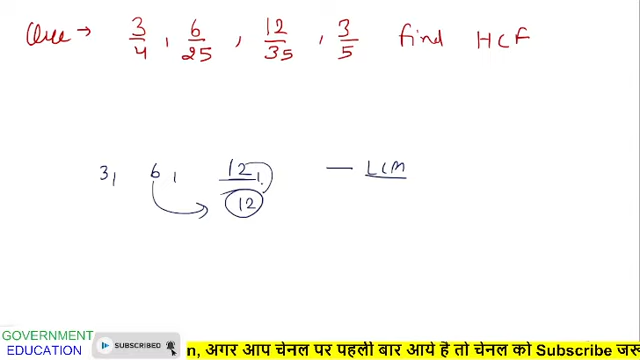 Que → 3/4 , 6/25 , 12/35 , 3/5 find HCF
3, 6, 12, — LCM
12
GOVERNMENT
EDUCATION
SUBSCRIBED
n, अगर आप चेनल पर पहली बार आये है तो चेनल को Subscribe जरू